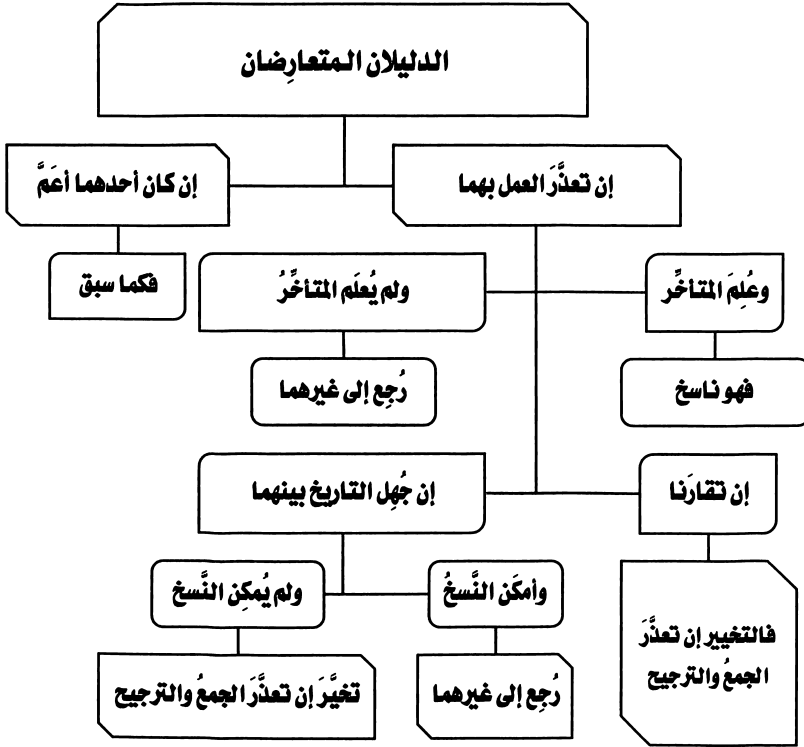 الدليلان المتعارِضان
إن تعذَّرَ العمل بهما
إن كان أحدهما أعَمَّ
فكما سبق
وعُلِمَ المتأخِّر
ولم يُعلَم المتأخِّرُ
فهو ناسخ
رُجِع إلى غيرهما
إن تقارَنا
إن جُهِل التاريخ بينهما
وأمكَن النَّسخُ
ولم يُمكِن النَّسخ
فالتخيير إن تعذَّرَ
الجمعُ والترجيح
رُجِع إلى غيرهما
تخيَّرَ إن تعذَّرَ الجمعُ والترجيح